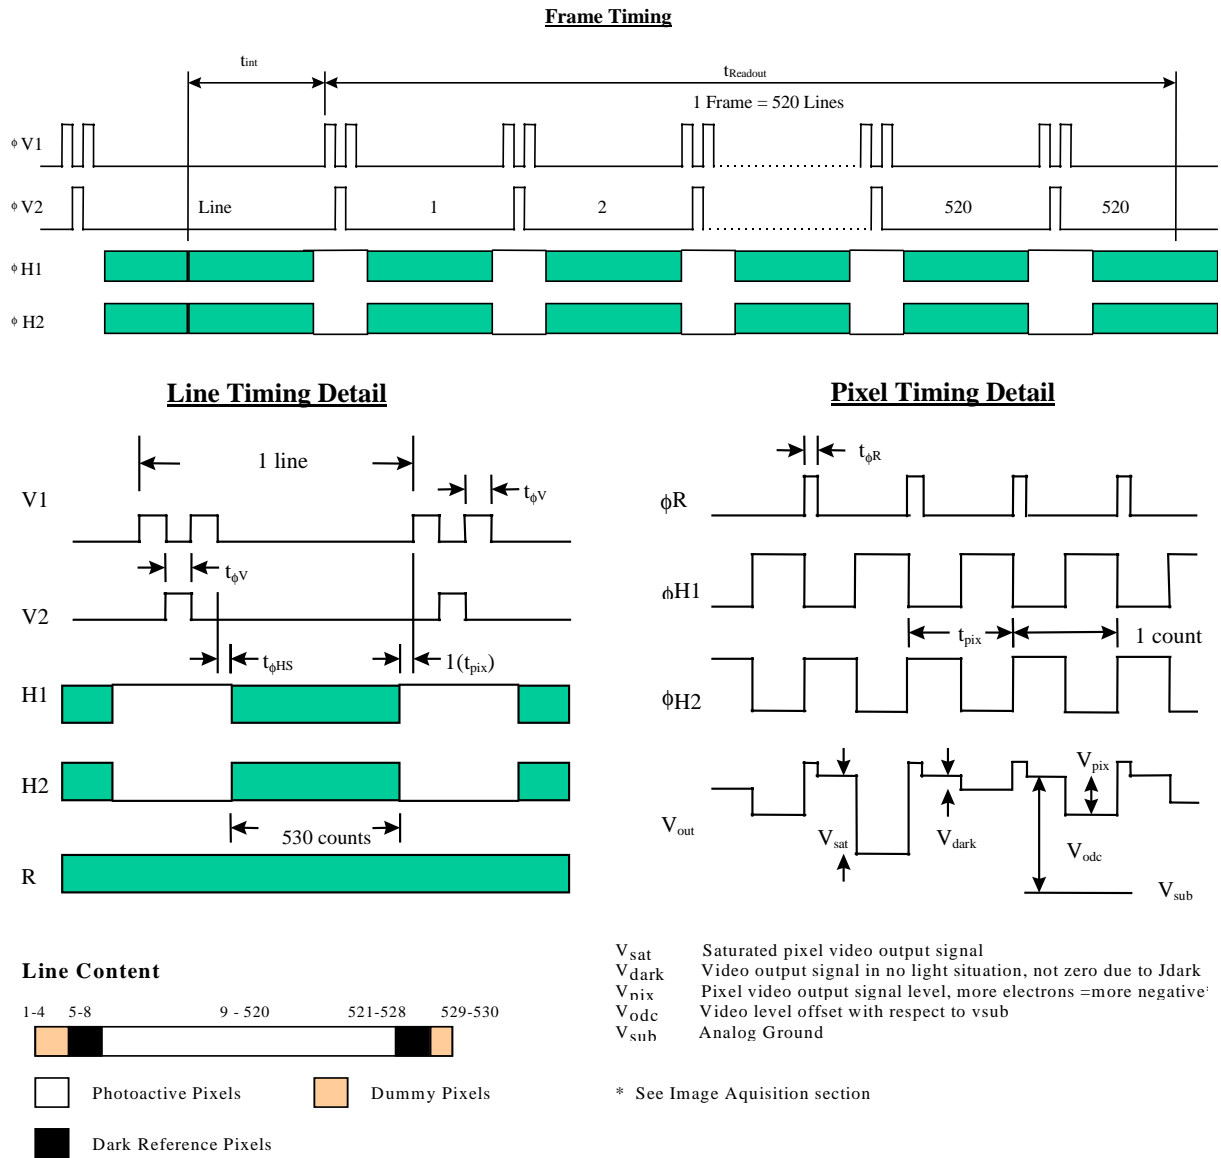 Frame Timing
tint
tReadout
1 Frame = 520 Lines
ϕ V1
ϕ V2
Line 1 2 520 520
ϕ H1
ϕ H2
Line Timing Detail
1 line
V1
tϕV
tϕV
V2
tϕHS
1(tpix)
H1
H2
530 counts
R
Pixel Timing Detail
tϕR
ϕR
ϕH1
tpix
1 count
ϕH2
Vpix
Vout
Vsat
Vdark
Vodc
Vsub
Line Content
1-4 5-8 9 - 520 521-528 529-530
Photoactive Pixels
Dummy Pixels
Dark Reference Pixels
Vsat Saturated pixel video output signal
Vdark Video output signal in no light situation, not zero due to Jdark
Vpix Pixel video output signal level, more electrons =more negative*
Vodc Video level offset with respect to vsub
Vsub Analog Ground
* See Image Aquisition section